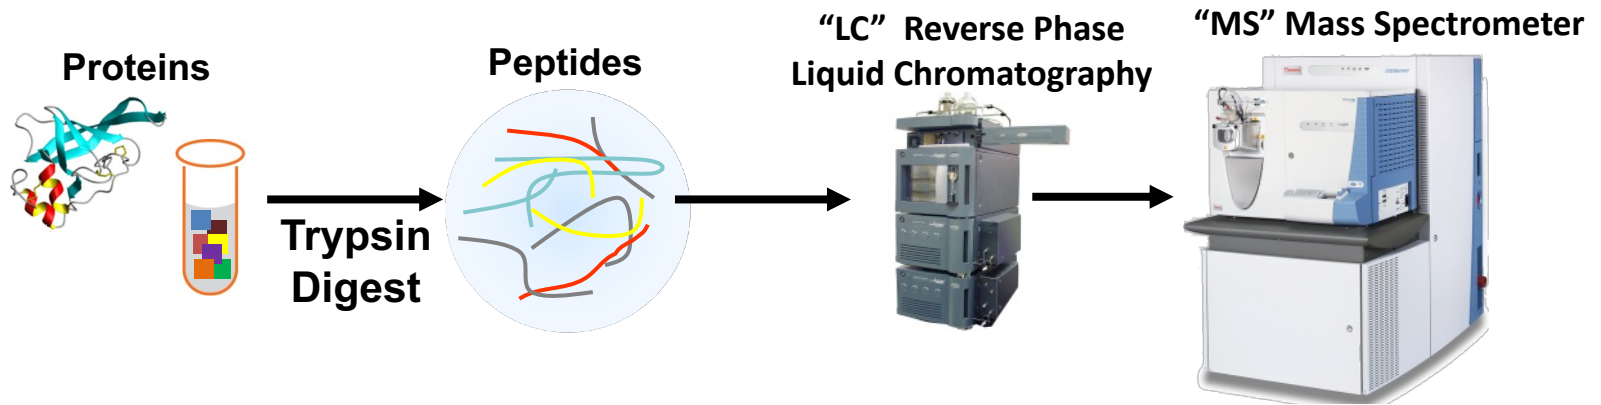 Proteins
Trypsin
Digest
Peptides
“LC”  Reverse Phase
Liquid Chromatography
“MS” Mass Spectrometer